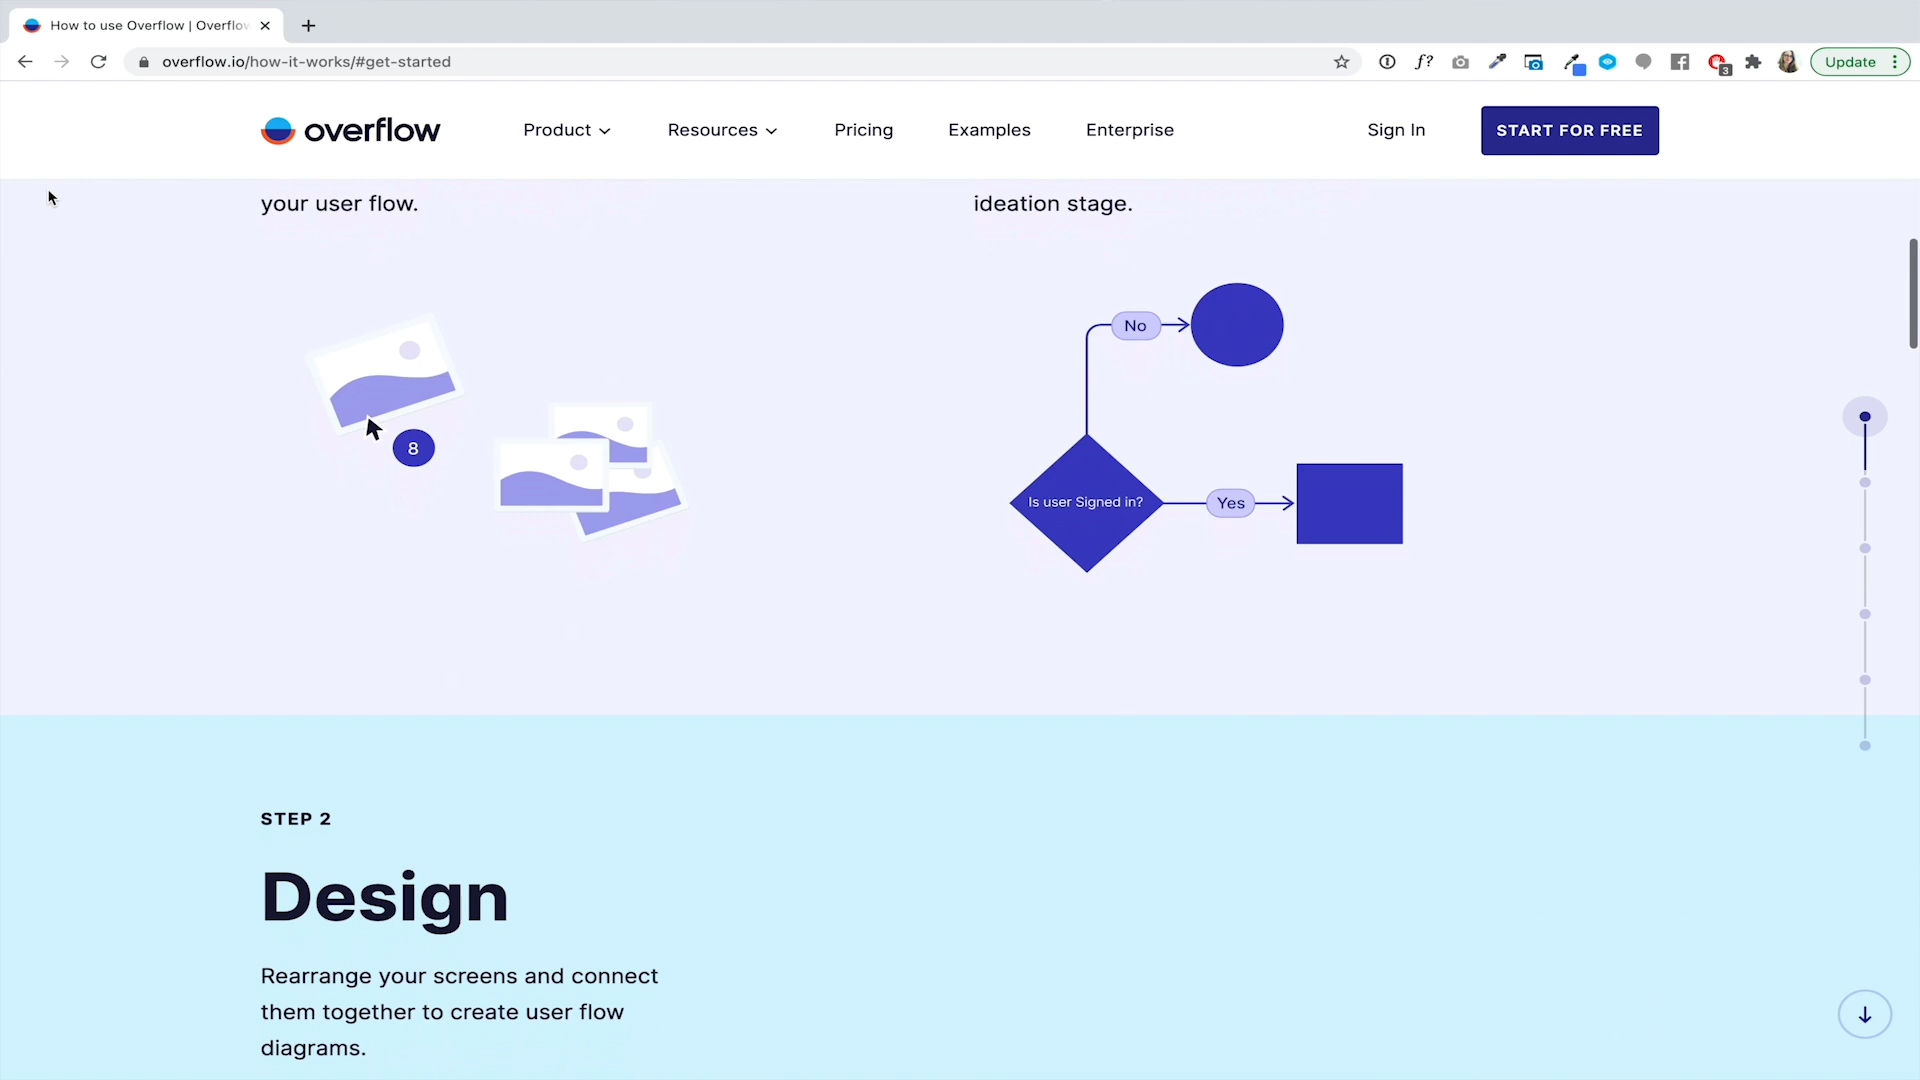 How to use Overflow | Overflow
overflow.io/how-it-works/#get-started
f?
3
Update
overflow
Product
Resources
Pricing
Examples
Enterprise
Sign In
START FOR FREE
your user flow.
ideation stage.
No
8
Is user Signed in?
Yes
STEP 2
Design
Rearrange your screens and connect
them together to create user flow
diagrams.